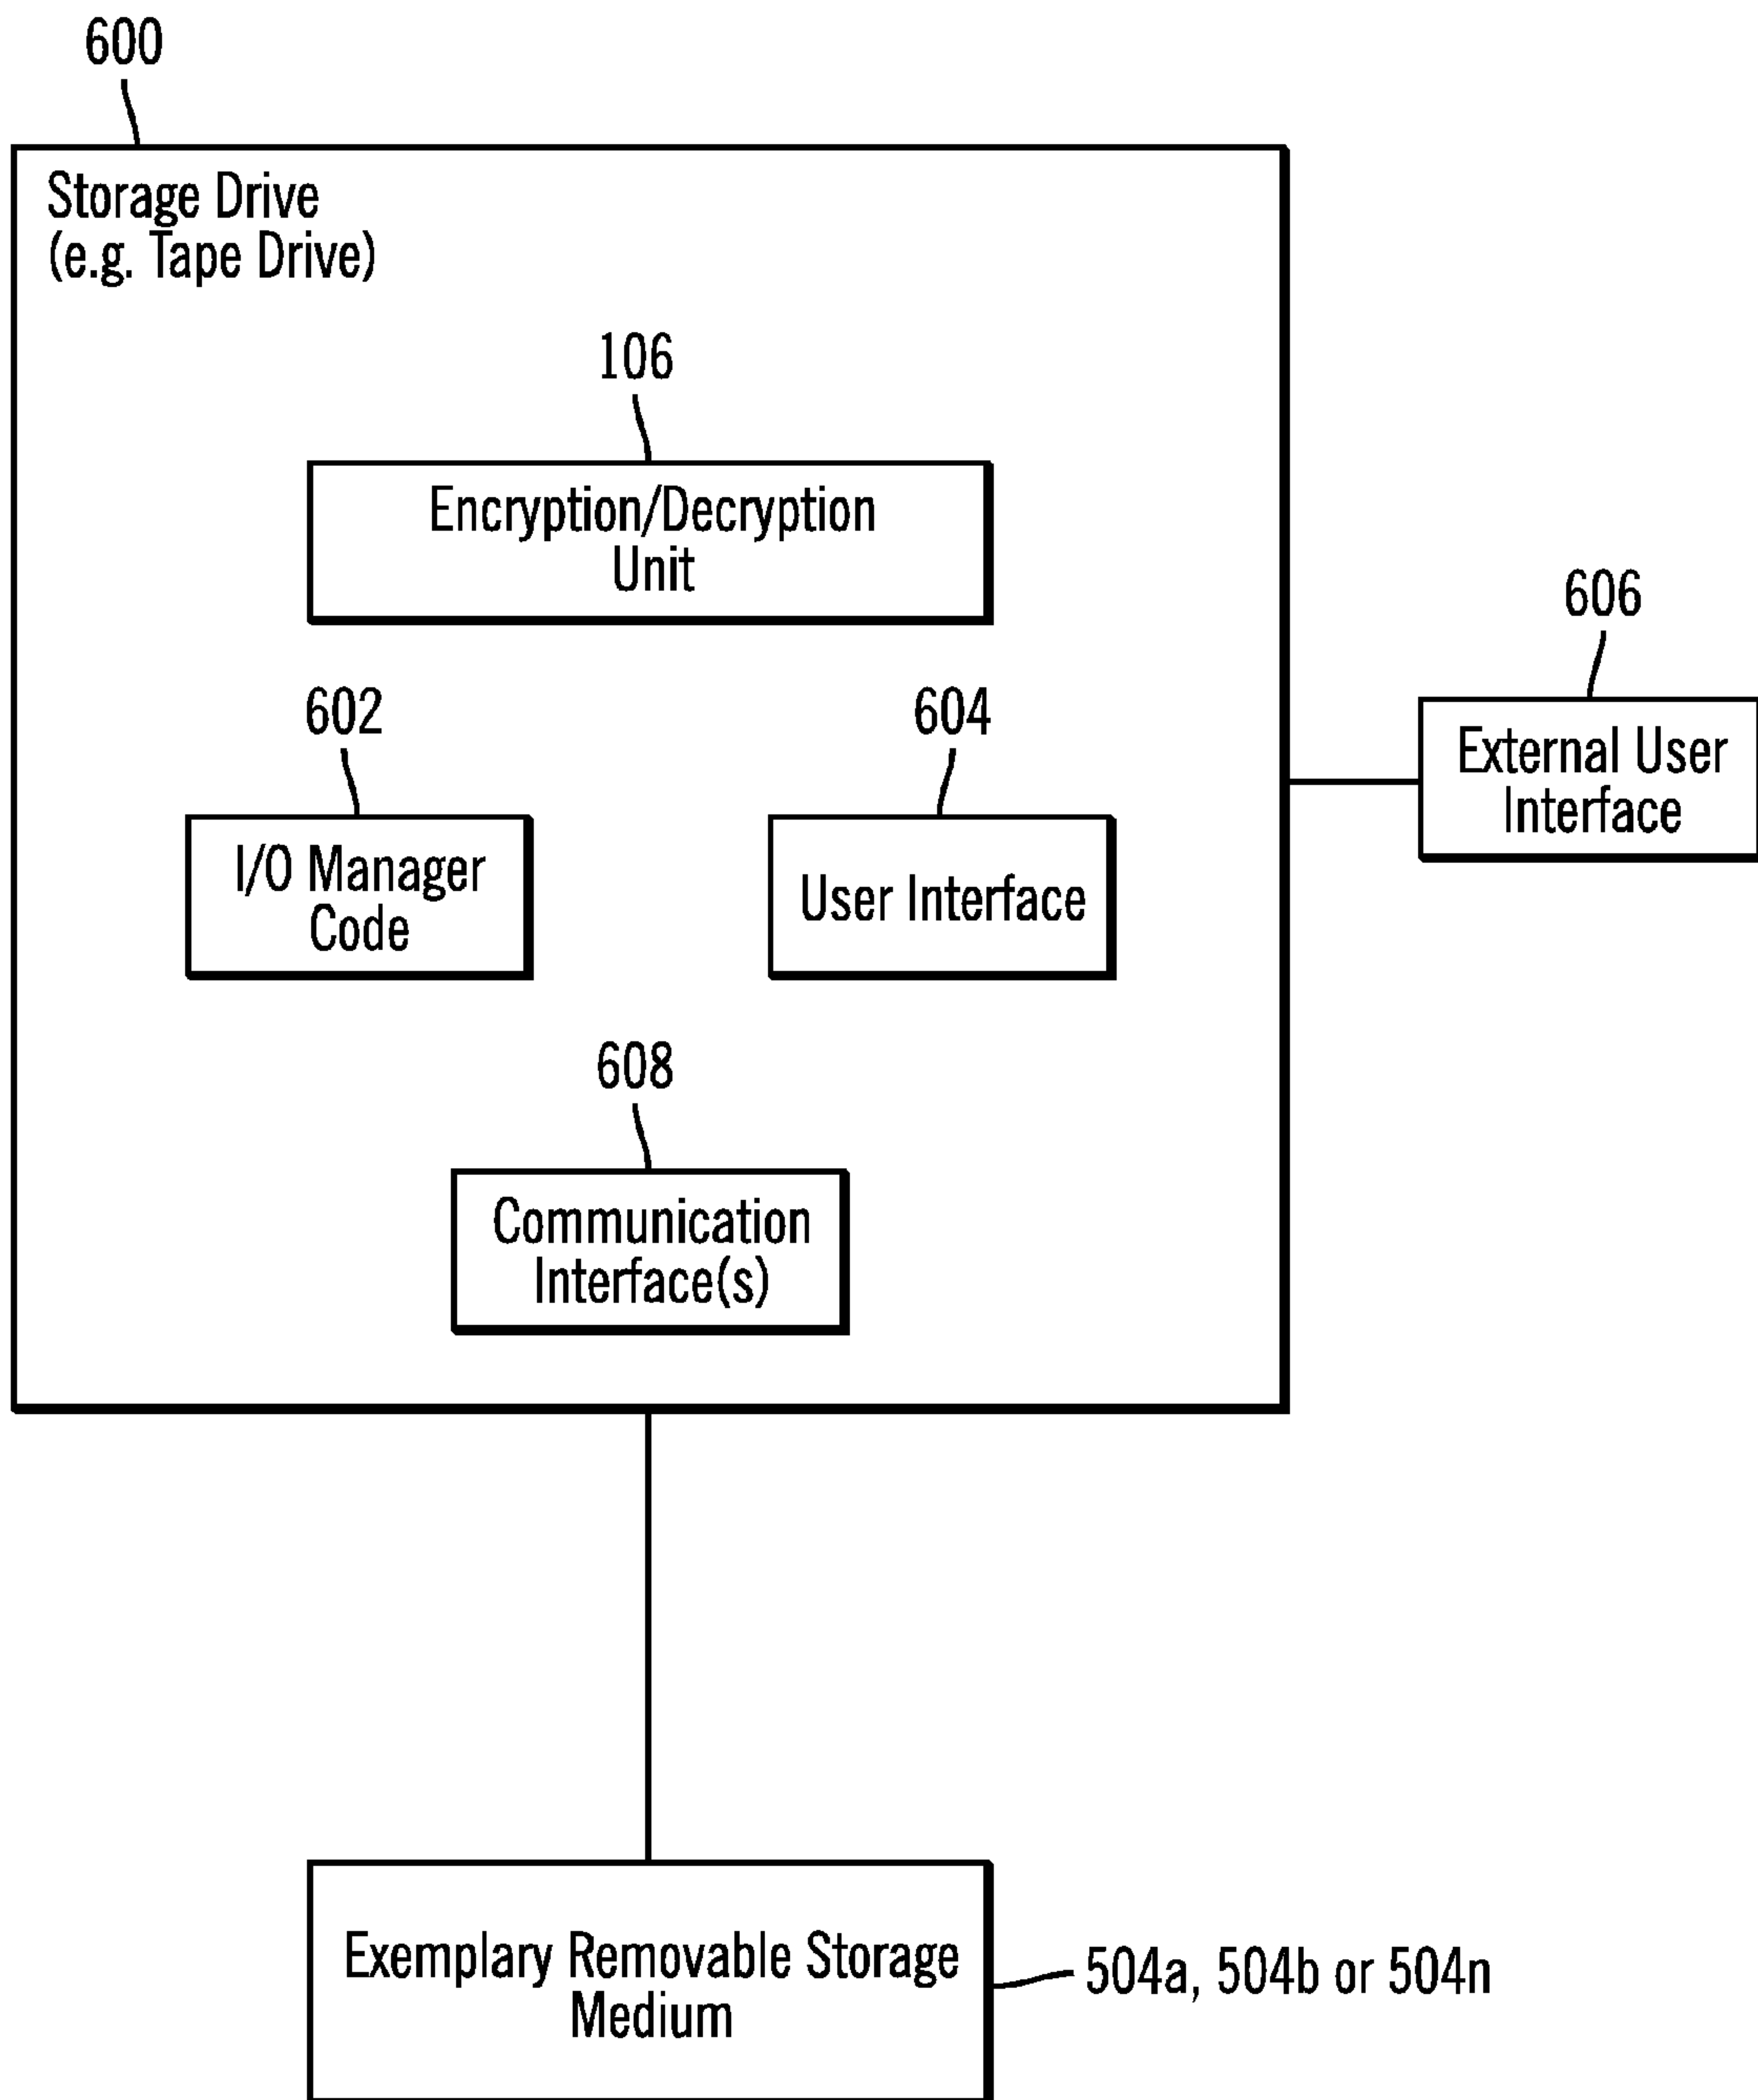 600
Storage Drive
(e.g. Tape Drive)
106
Encryption/Decryption
Unit
606
External User
Interface
602
I/O Manager
Code
604
User Interface
608
Communication
Interface(s)
Exemplary Removable Storage
Medium
504a, 504b or 504n